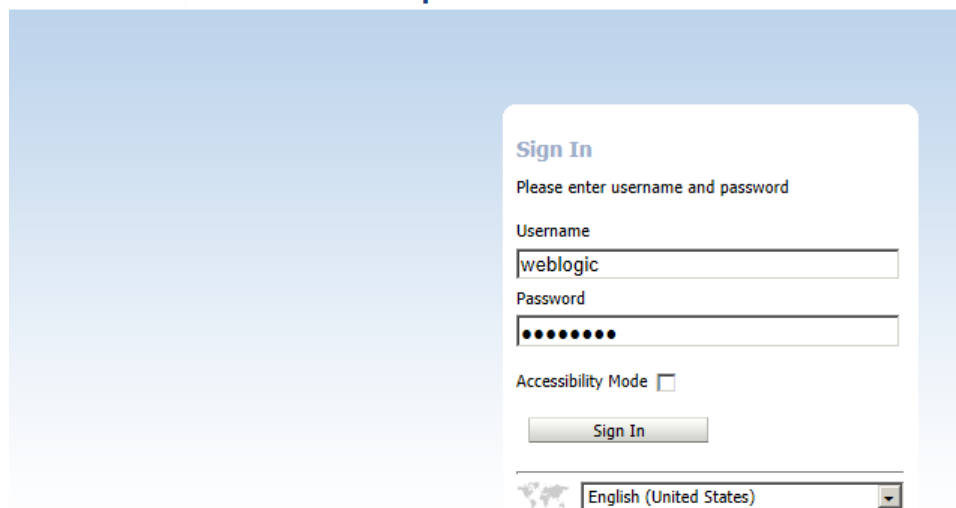 Sign In
Please enter username and password
Username
weblogic
Password
••••••••
Accessibility Mode
Sign In
English (United States)